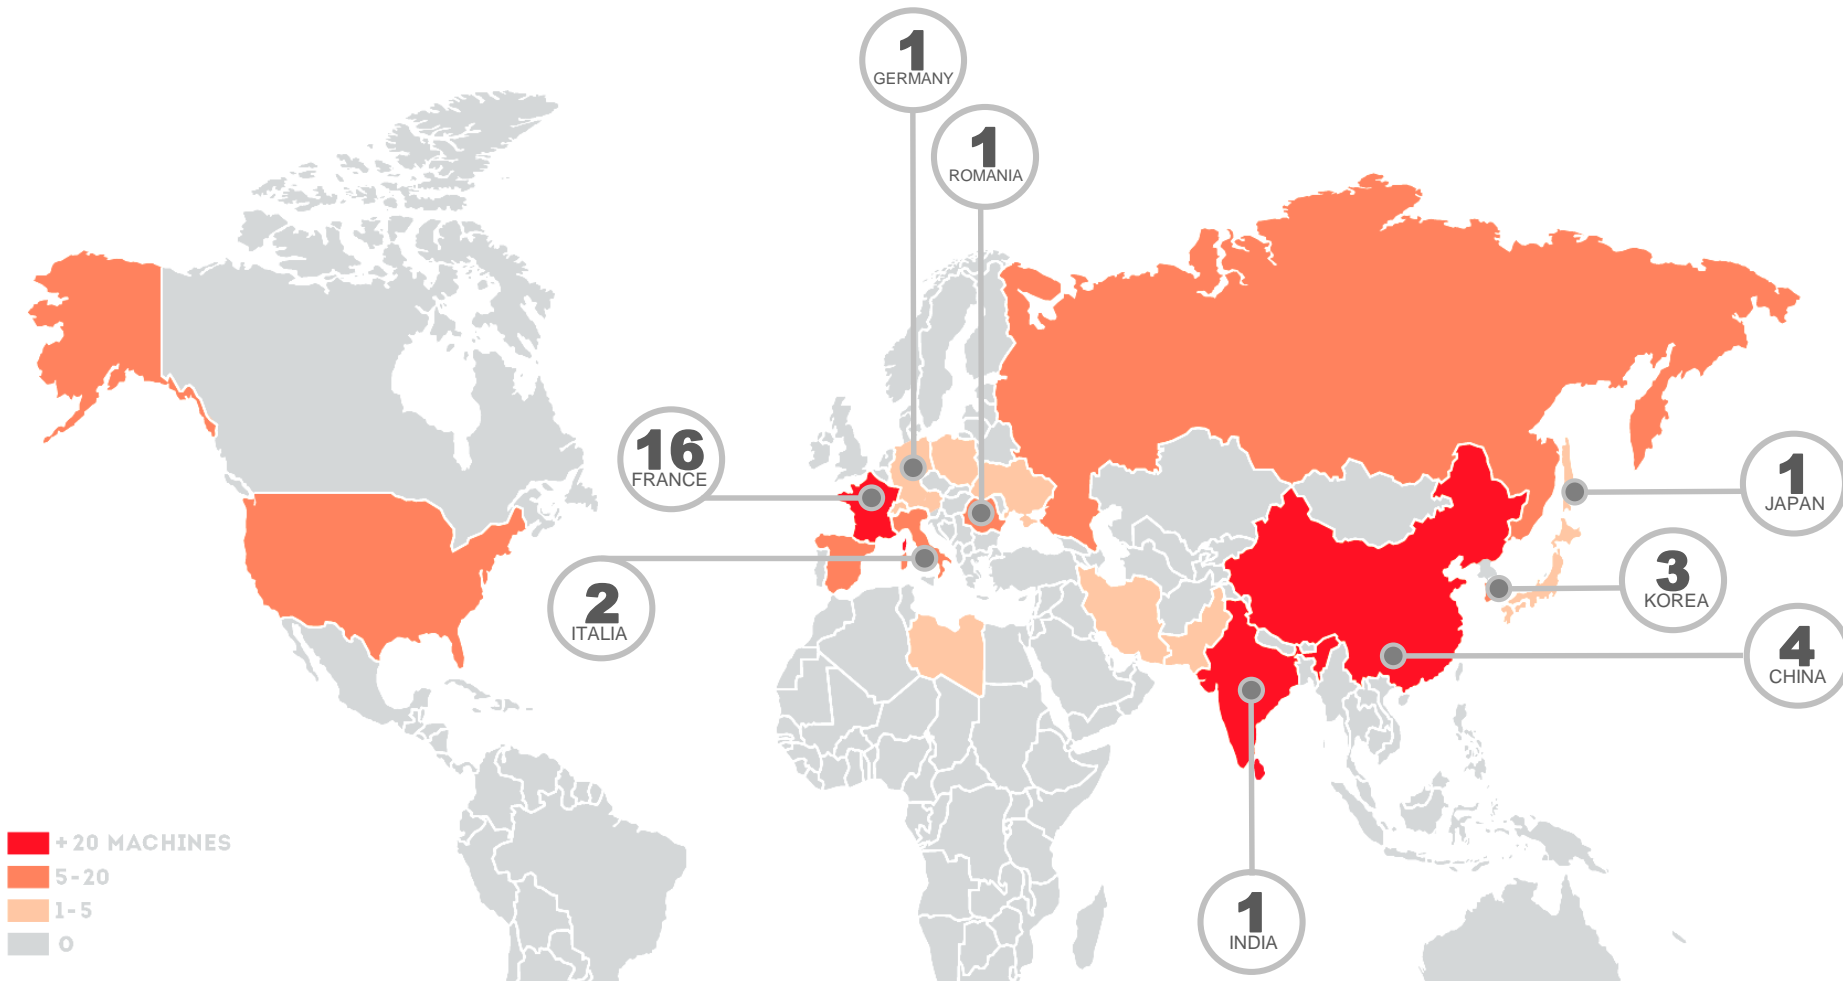 1
GERMANY
1
ROMANIA
16
FRANCE
1
JAPAN
3
KOREA
2
ITALIA
4
CHINA
+20 MACHINES
5-20
1-5
0
1
INDIA